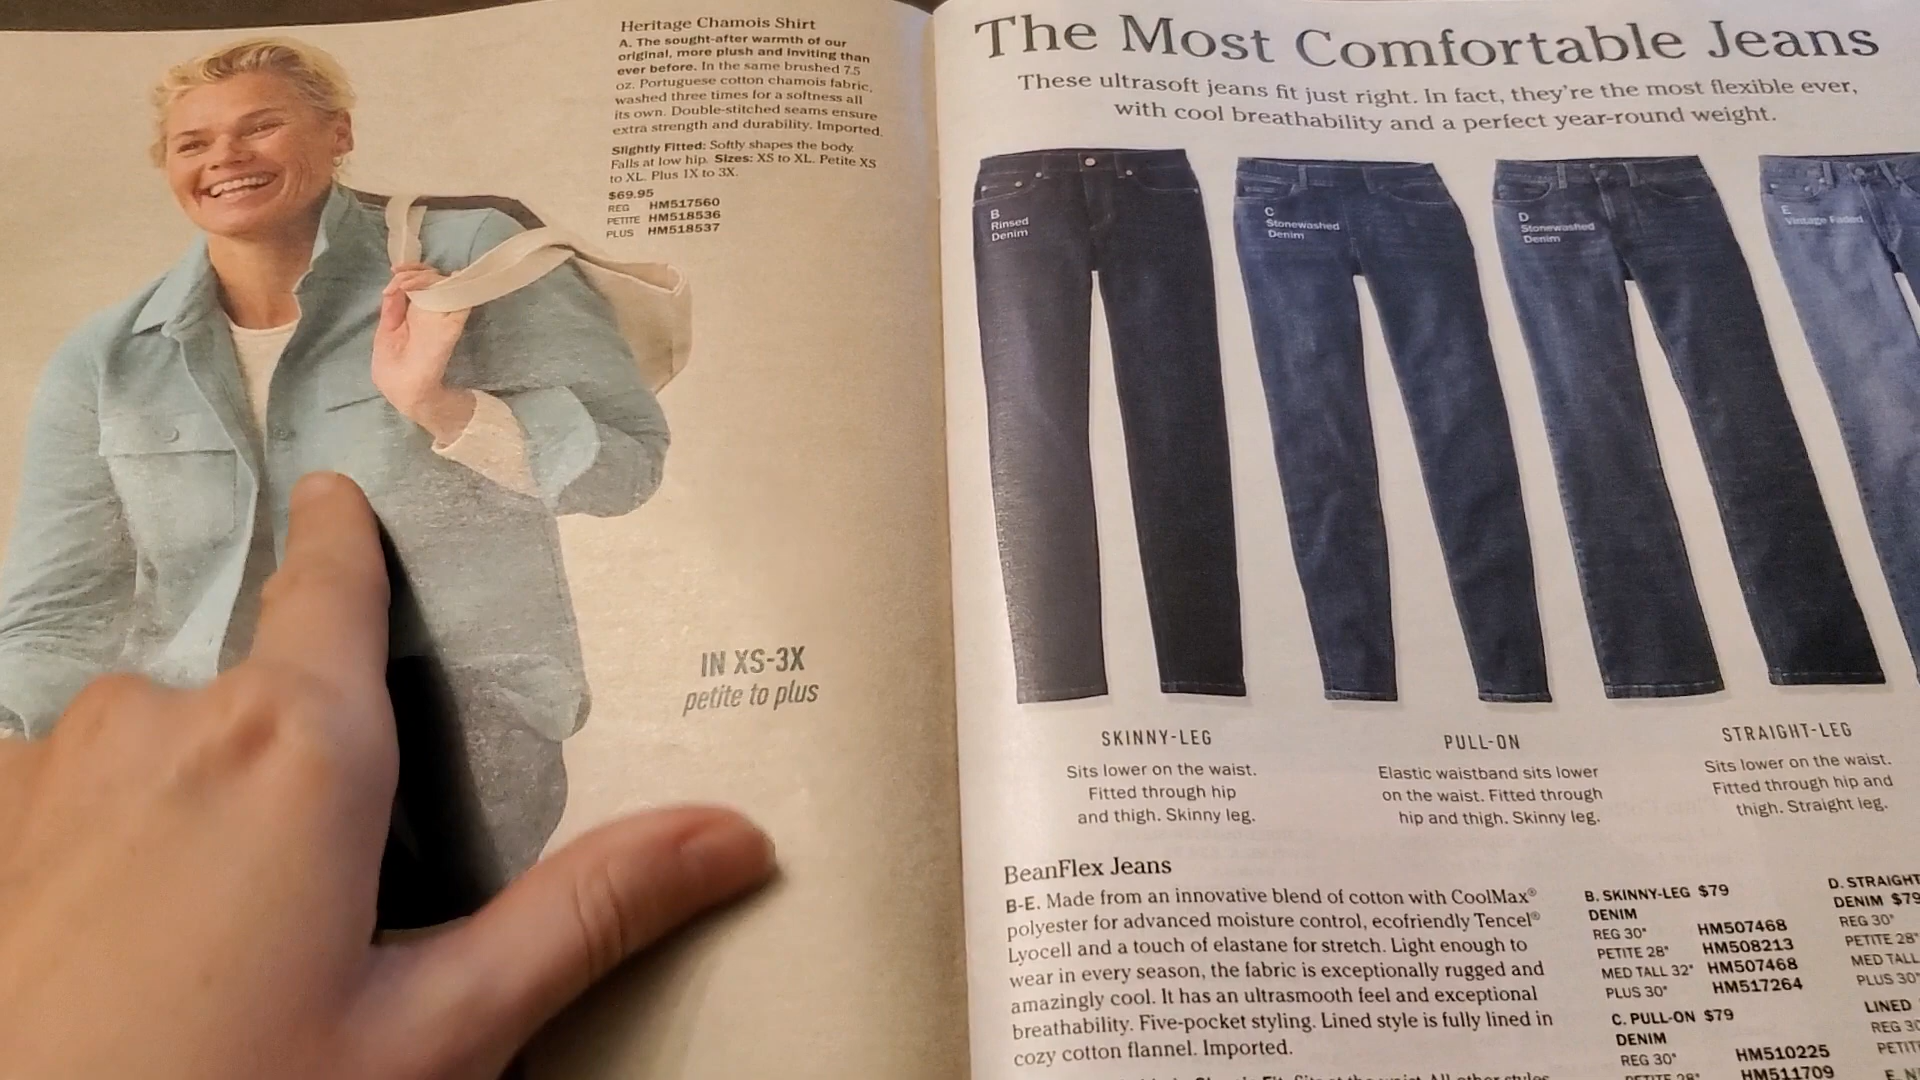 Heritage Chamois Shirt
A. The sought-after warmth of our
original, more plush and inviting than
ever before. In the same brushed 7.5
oz. Portuguese cotton chamois fabric,
washed three times for a softness all
its own. Double-stitched seams ensure
extra strength and durability. Imported.
Slightly Fitted: Softly shapes the body.
Falls at low hip. Sizes: XS to XL. Petite XS
to XL. Plus 1X to 3X.
$69.95
REG HM517560
PETITE HM518536
PLUS HM518537
IN XS-3X
petite to plus
The Most Comfortable Jeans
These ultrasoft jeans fit just right. In fact, they're the most flexible ever,
with cool breathability and a perfect year-round weight.
B
Rinsed
Denim
C
Stonewashed
Denim
D
Stonewashed
Denim
E
Vintage Faded
SKINNY-LEG
Sits lower on the waist.
Fitted through hip
and thigh. Skinny leg.
PULL-ON
Elastic waistband sits lower
on the waist. Fitted through
hip and thigh. Skinny leg.
STRAIGHT-LEG
Sits lower on the waist.
Fitted through hip and
thigh. Straight leg.
BeanFlex Jeans
B-E. Made from an innovative blend of cotton with CoolMax®
polyester for advanced moisture control, ecofriendly Tencel®
Lyocell and a touch of elastane for stretch. Light enough to
wear in every season, the fabric is exceptionally rugged and
amazingly cool. It has an ultrasmooth feel and exceptional
breathability. Five-pocket styling. Lined style is fully lined in
cozy cotton flannel. Imported.
B. SKINNY-LEG $79
DENIM
REG 30" HM507468
PETITE 28" HM508213
MED TALL 32" HM507468
PLUS 30" HM517264
C. PULL-ON $79
DENIM
REG 30" HM510225
PETITE 28" HM511709
D. STRAIGHT
DENIM $79
REG 30"
PETITE 28"
MED TALL
PLUS 30"
LINED
REG 30
PETIT